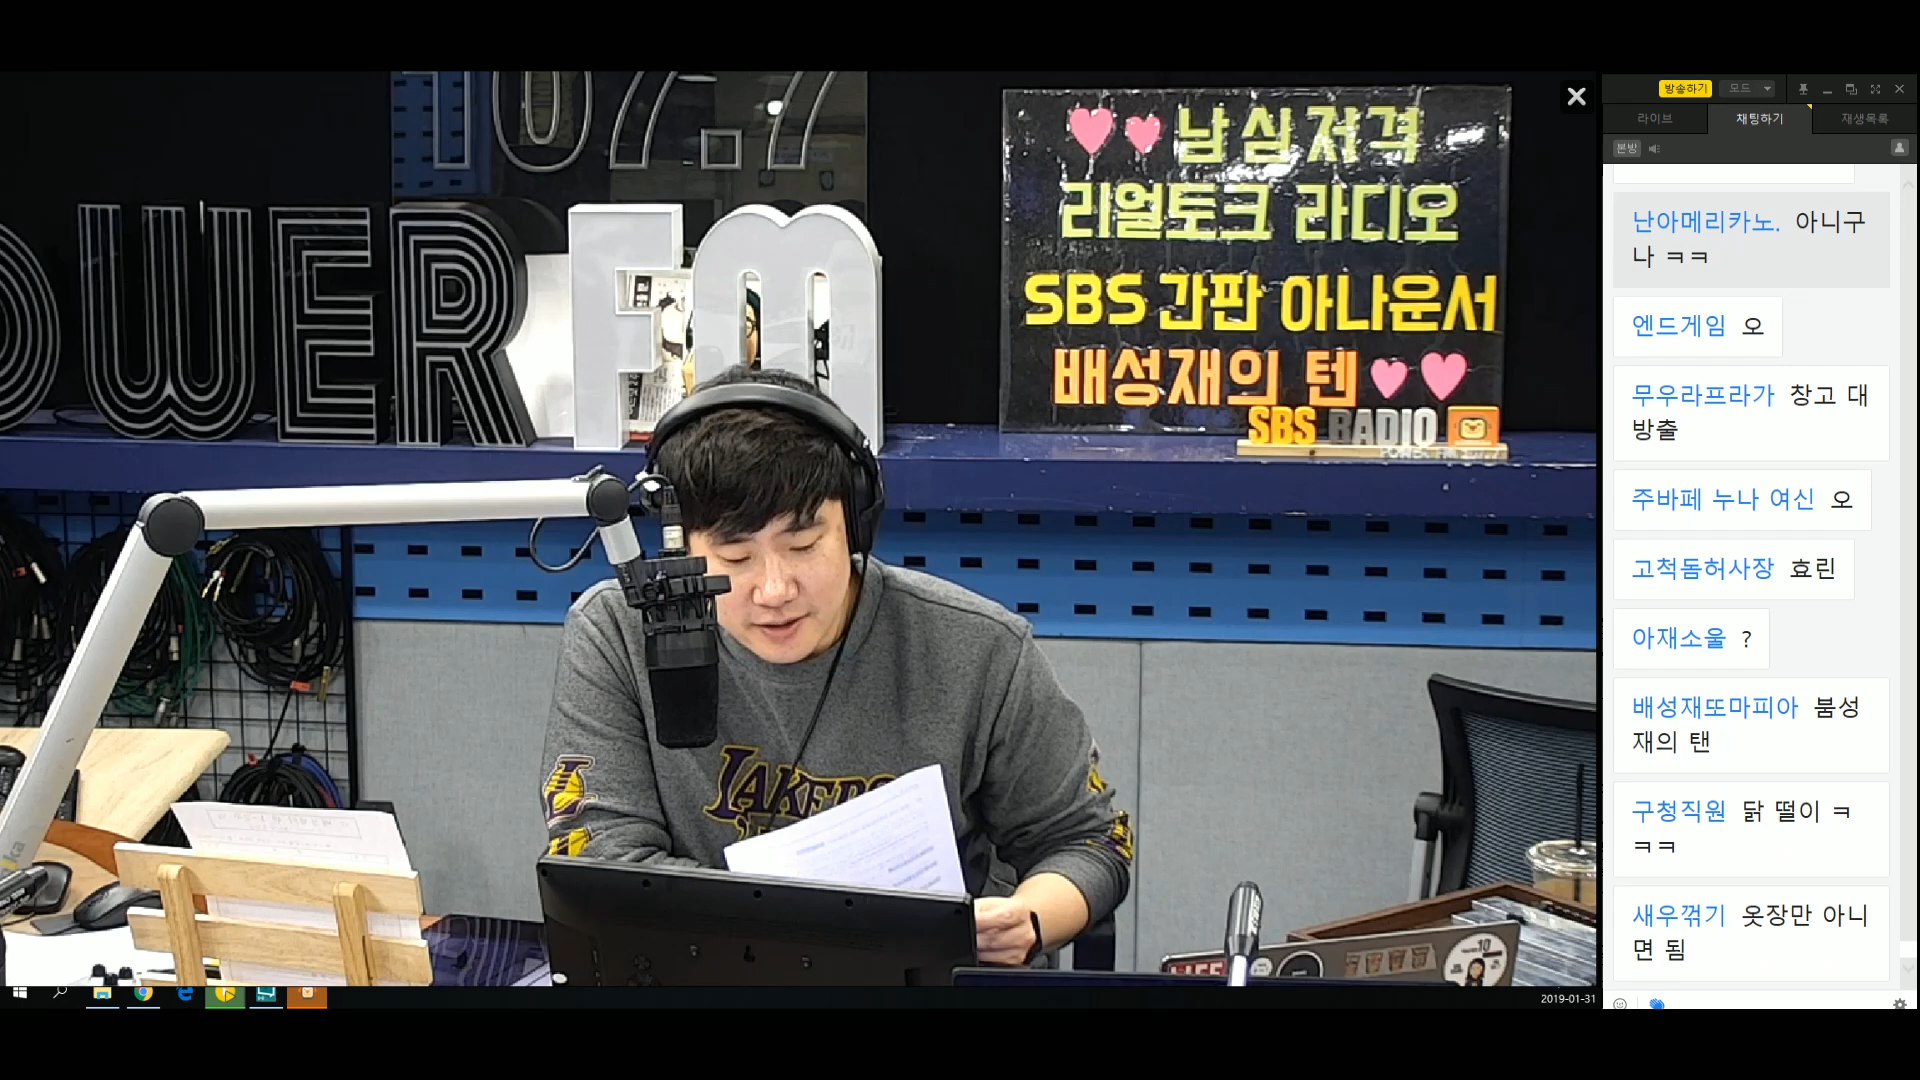 107.7
POWER FM
남심저격
리얼토크 라디오
SBS 간판 아나운서
배성재의 텐
SBS RADIO
POWER FM 107.7
LAKERS
L
2019-01-31
방송하기
모드
라이브
채팅하기
재생목록
본방
난아메리카노. 아니구
나 ㅋㅋ
엔드게임 오
무우라프라가 창고 대
방출
주바페 누나 여신 오
고척돔허사장 효린
아재소울 ?
배성재또마피아 붐성
재의 탠
구청직원 닭 떨이 ㅋ
ㅋㅋ
새우꺾기 옷장만 아니
면 됨